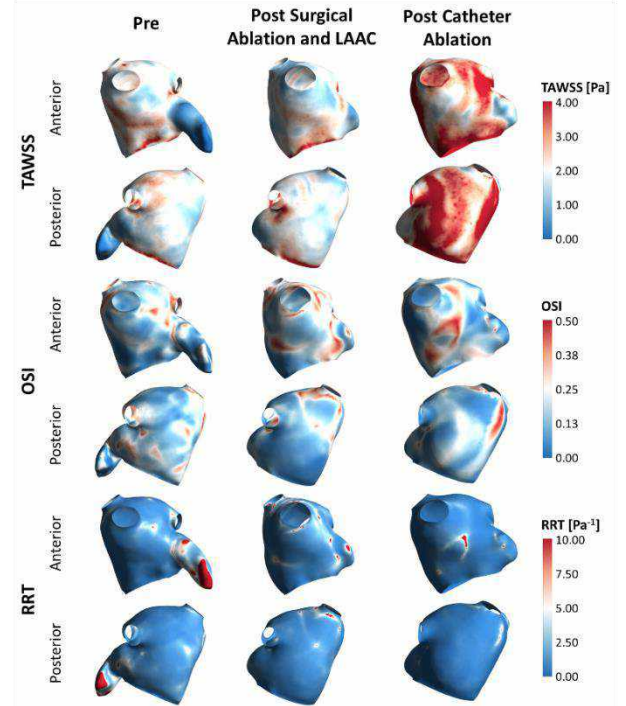 Pre
Post Surgical
Ablation and LAAC
Post Catheter
Ablation
TAWSS
Anterior
Posterior
TAWSS [Pa]
4.00
3.00
2.00
1.00
0.00
OSI
Anterior
Posterior
OSI
0.50
0.38
0.25
0.13
0.00
RRT
Anterior
Posterior
RRT [Pa⁻¹]
10.00
7.50
5.00
2.50
0.00